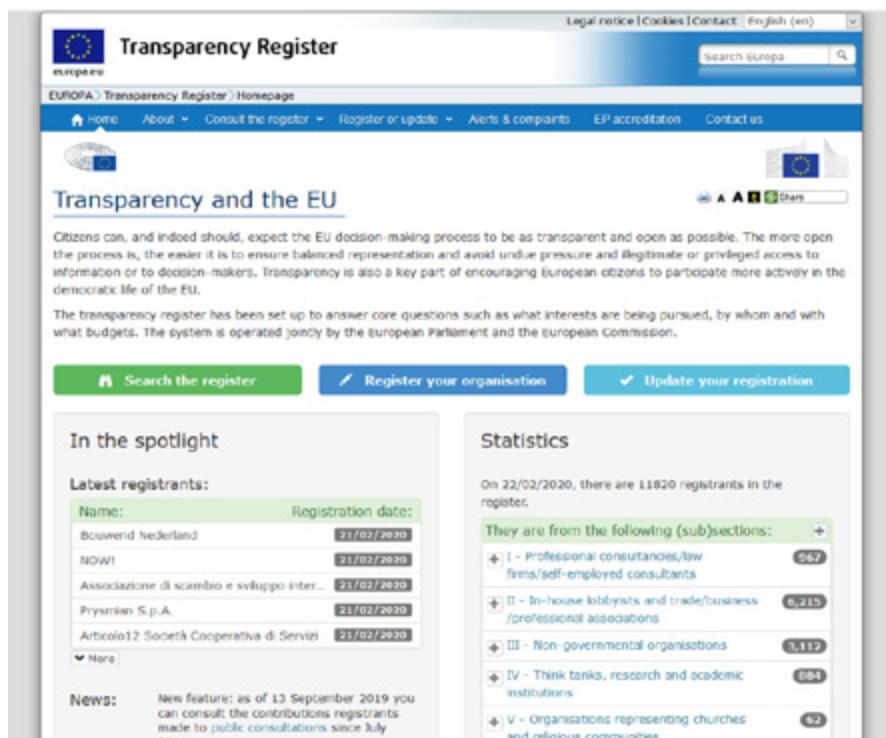 Legal notice | Cookies | Contact English (en)
Transparency Register
europa.eu
Search Europa
EUROPA > Transparency Register > Homepage
Home About Consult the register Register or update Alerts & complaints EP accreditation Contact us
Transparency and the EU
A A Share
Citizens can, and indeed should, expect the EU decision-making process to be as transparent and open as possible. The more open
the process is, the easier it is to ensure balanced representation and avoid undue pressure and illegitimate or privileged access to
information or to decision-makers. Transparency is also a key part of encouraging European citizens to participate more actively in the
democratic life of the EU.
The transparency register has been set up to answer core questions such as what interests are being pursued, by whom and with
what budgets. The system is operated jointly by the European Parliament and the European Commission.
Search the register Register your organisation Update your registration
In the spotlight
Latest registrants:
Name: Registration date:
Bouwend Nederland 21/02/2020
NOW! 21/02/2020
Associazione di scambio e sviluppo inter... 21/02/2020
Prysmian S.p.A. 21/02/2020
Articolo12 Società Cooperativa di Servizi 21/02/2020
More
News: New feature: as of 13 September 2019 you
can consult the contributions registrants
made to public consultations since July
Statistics
On 22/02/2020, there are 11820 registrants in the
register.
They are from the following (sub)sections: +
+ I - Professional consultancies/law 967
firms/self-employed consultants
+ II - In-house lobbyists and trade/business 6,215
/professional associations
+ III - Non-governmental organisations 3,112
+ IV - Think tanks, research and academic 884
institutions
+ V - Organisations representing churches 62
and religious communities